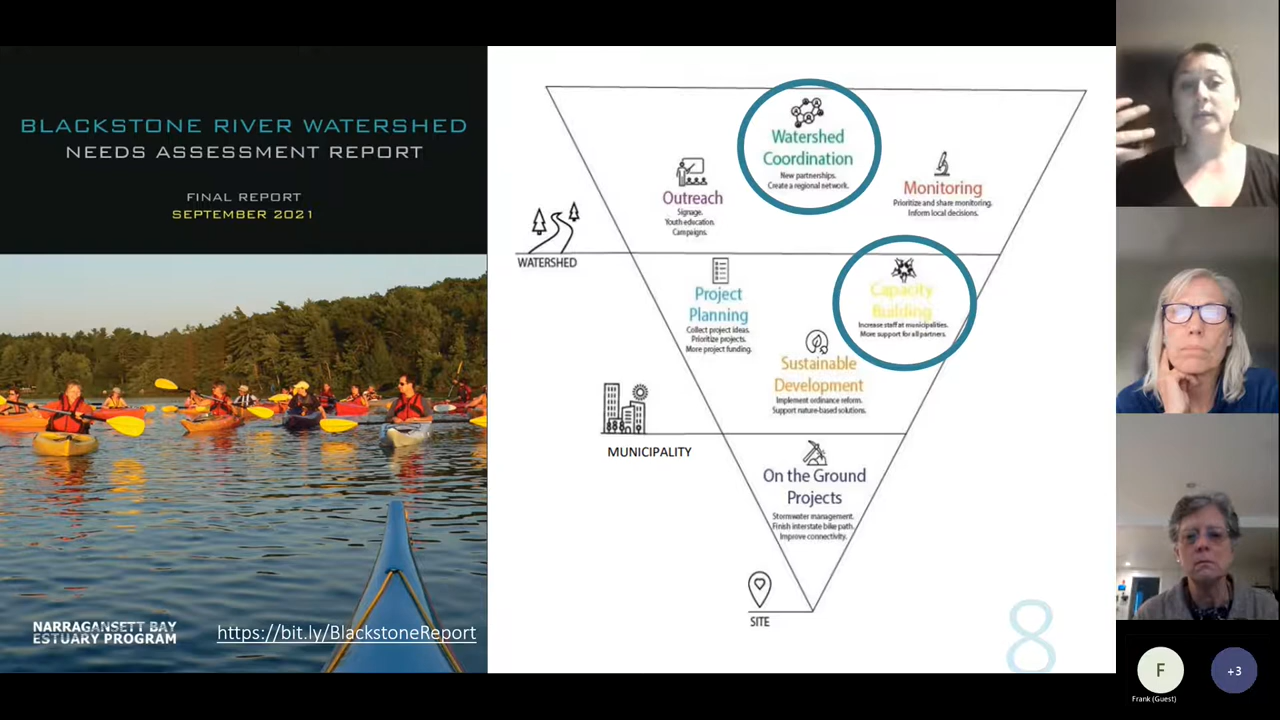 BLACKSTONE RIVER WATERSHED
NEEDS ASSESSMENT REPORT
FINAL REPORT
SEPTEMBER 2021
NARRAGANSETT BAY
ESTUARY PROGRAM
https://bit.ly/BlackstoneReport
Watershed
Coordination
New partnerships.
Create a regional network.
Outreach
Signage.
Youth education.
Campaigns.
Monitoring
Prioritize and share monitoring.
Inform local decisions.
WATERSHED
Project
Planning
Collect project ideas.
Prioritize projects.
More project funding.
Capacity
Building
Increase staff at municipalities.
More support for all partners.
Sustainable
Development
Implement ordinance reform.
Support nature-based solutions.
MUNICIPALITY
On the Ground
Projects
Stormwater management.
Finish interstate bike path.
Improve connectivity.
SITE
8
F
Frank (Guest)
+3